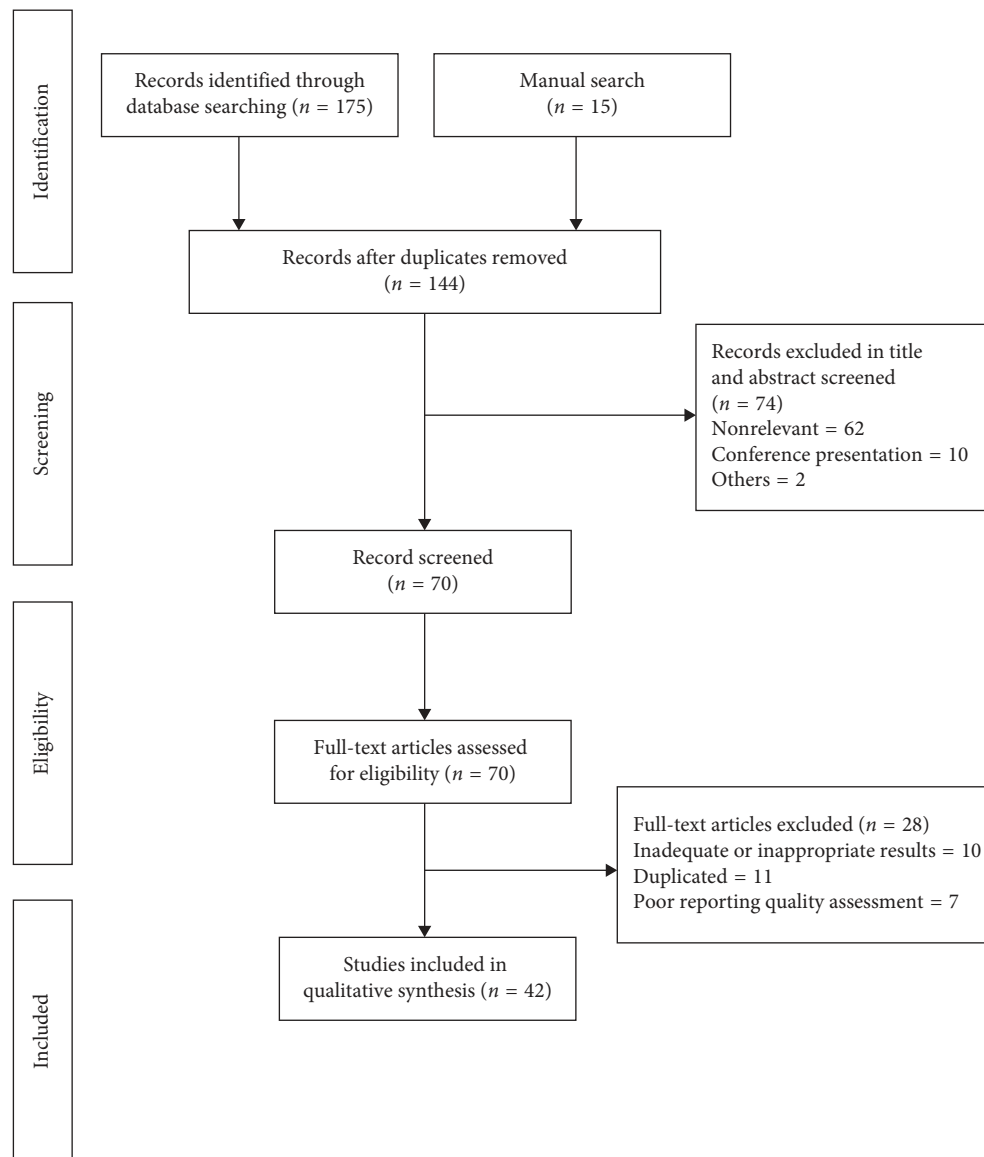 Identification
Records identified through
database searching (n = 175)
Manual search
(n = 15)
Records after duplicates removed
(n = 144)
Screening
Records excluded in title
and abstract screened
(n = 74)
Nonrelevant = 62
Conference presentation = 10
Others = 2
Record screened
(n = 70)
Eligibility
Full-text articles assessed
for eligibility (n = 70)
Full-text articles excluded (n = 28)
Inadequate or inappropriate results = 10
Duplicated = 11
Poor reporting quality assessment = 7
Included
Studies included in
qualitative synthesis (n = 42)